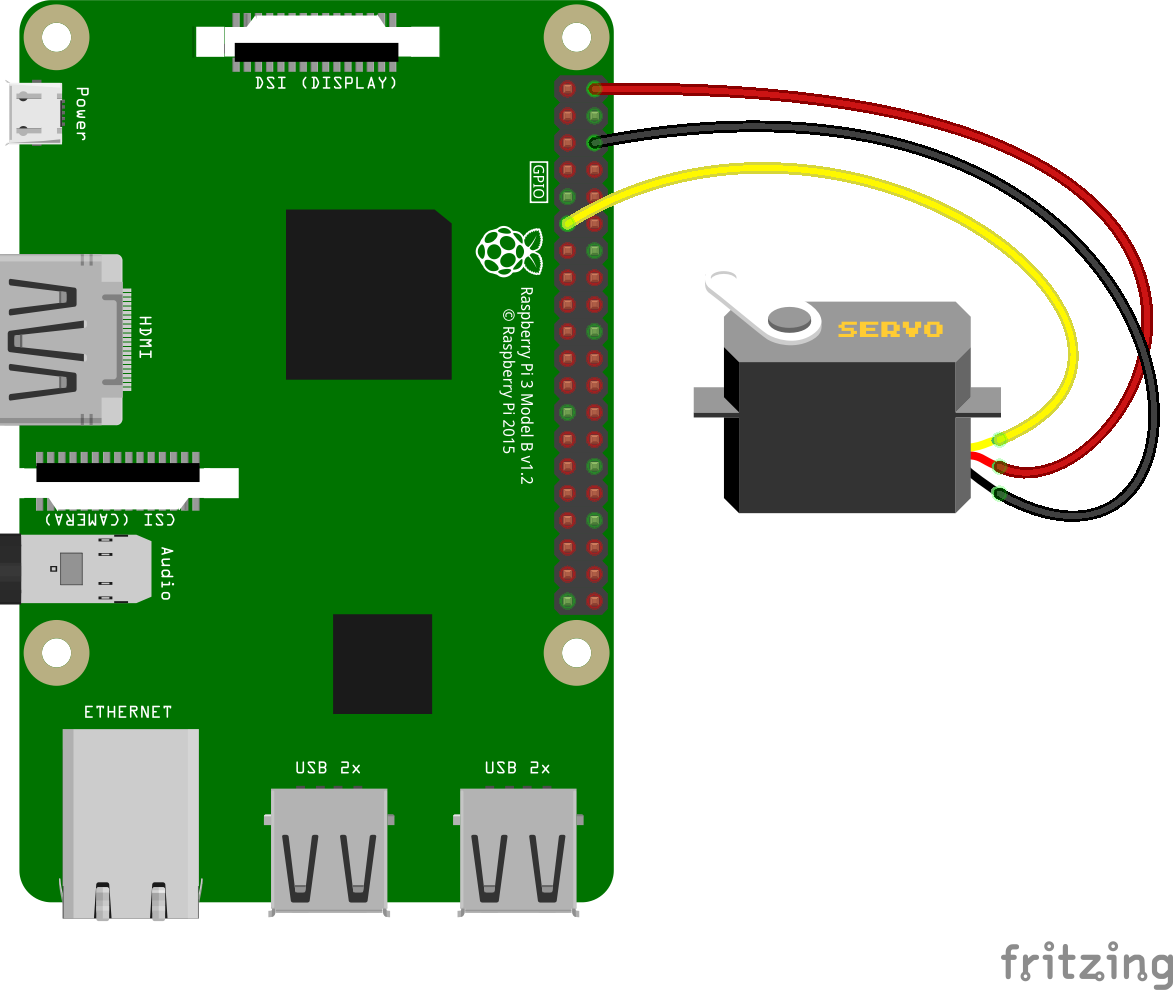 DSI (DISPLAY)
Power
GPIO
Raspberry Pi 3 Model B v1.2
© Raspberry Pi 2015
SERVO
HDMI
CSI (CAMERA)
Audio
ETHERNET
USB 2x
USB 2x
fritzing